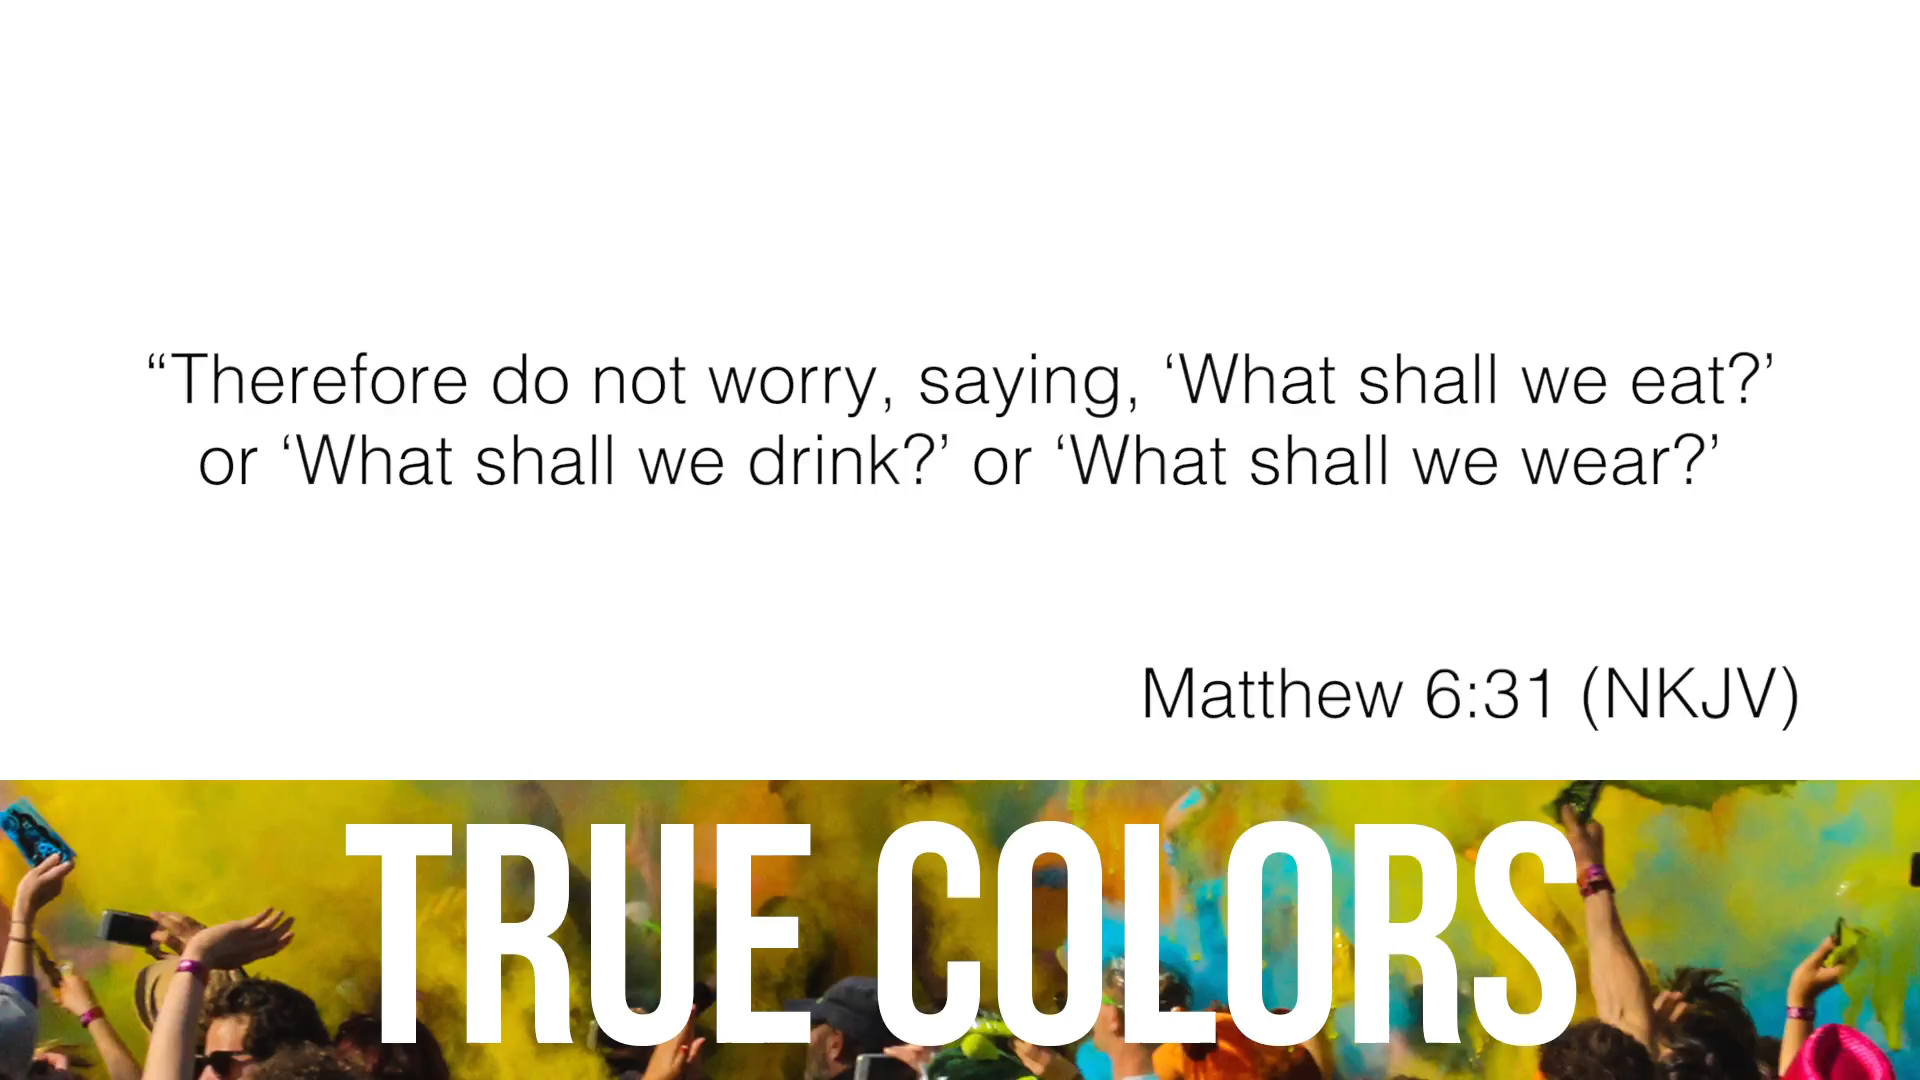 “Therefore do not worry, saying, ‘What shall we eat?’
or ‘What shall we drink?’ or ‘What shall we wear?’
Matthew 6:31 (NKJV)
TRUE COLORS